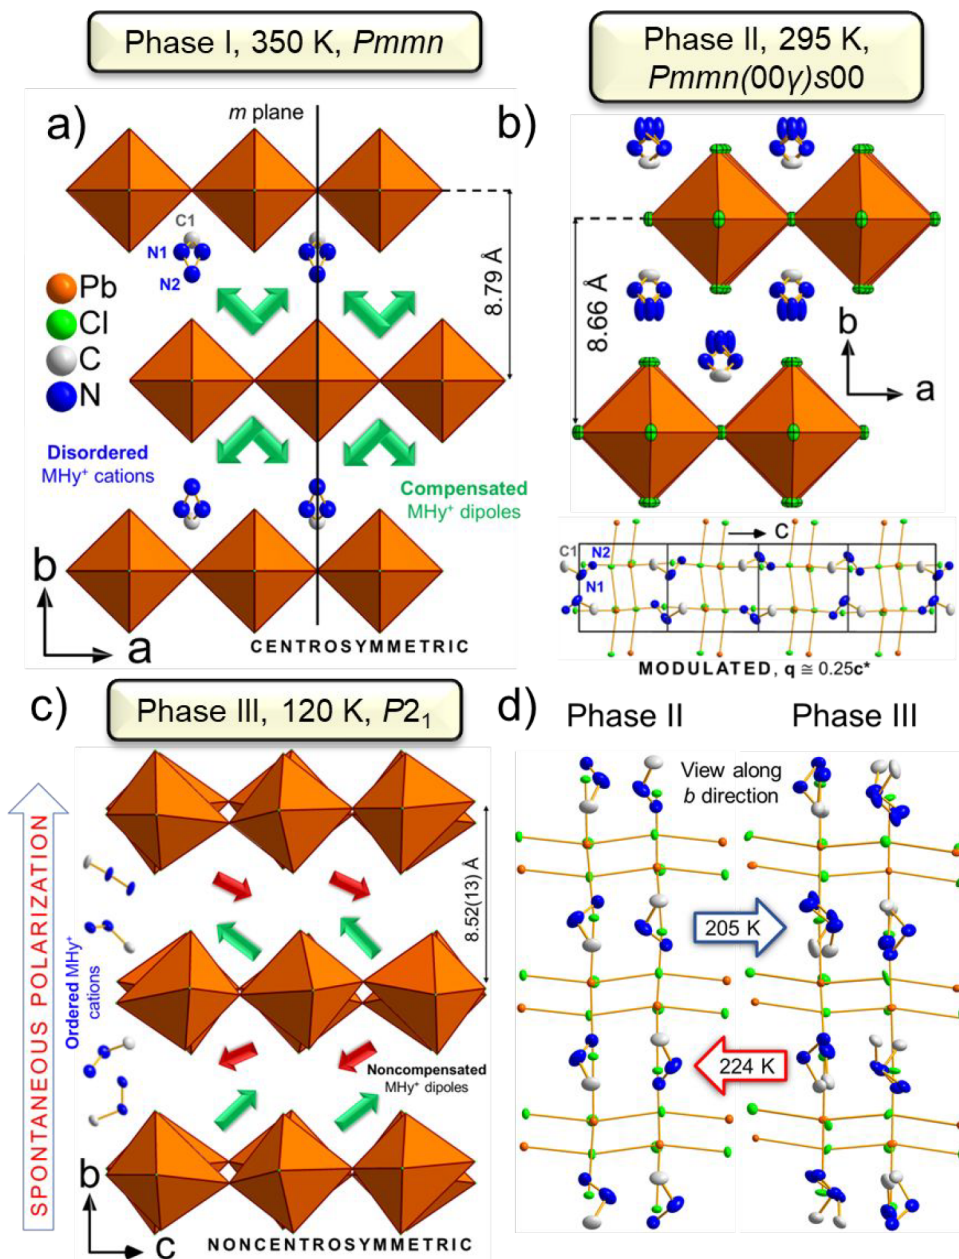 Phase I, 350 K, Pmmn
Phase II, 295 K,
Pmmn(00γ)s00
a)
m plane
C1
N1
N2
Pb
Cl
C
N
8.79 Å
Disordered
MHy⁺ cations
Compensated
MHy⁺ dipoles
b
a
CENTROSYMMETRIC
b)
8.66 Å
b
a
c
C1
N2
N1
MODULATED, q ≅ 0.25c*
c)
Phase III, 120 K, P2₁
SPONTANEOUS POLARIZATION
Ordered MHy⁺
cations
8.52(13) Å
Noncompensated
MHy⁺ dipoles
b
c
NONCENTROSYMMETRIC
d)
Phase II
Phase III
View along
b direction
205 K
224 K